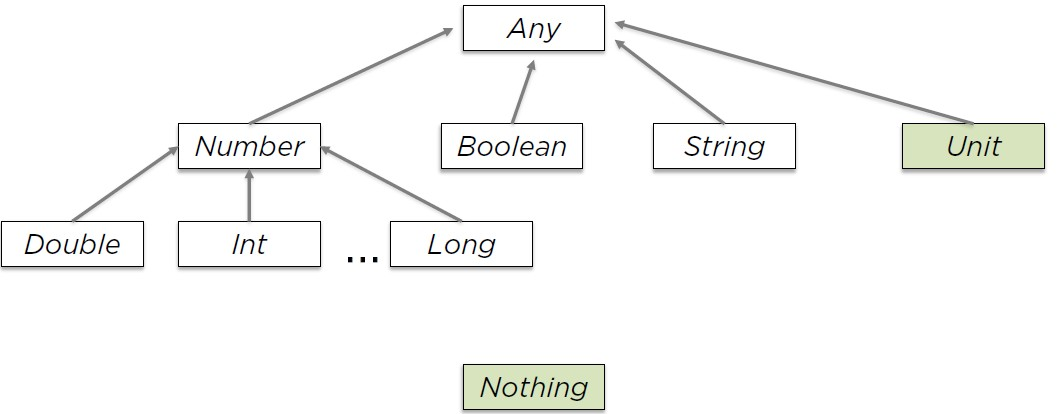 Any
Number
Boolean
String
Unit
Double
Int
...
Long
Nothing